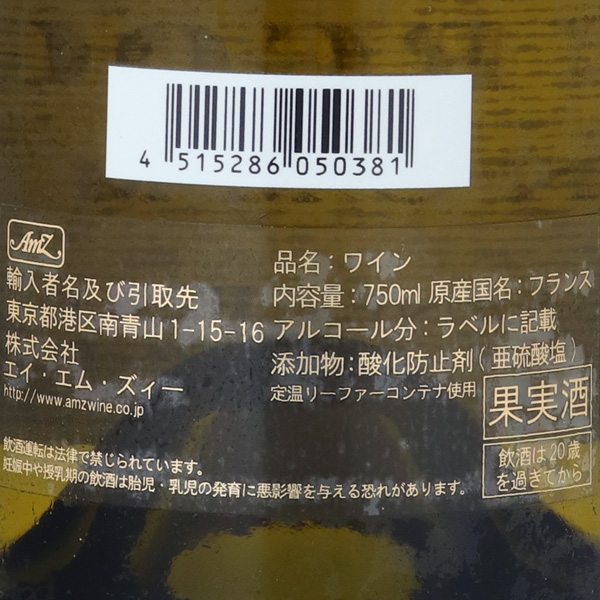 4 515286 050381
AmZ
輸入者名及び引取先
東京都港区南青山1-15-16
株式会社
エイ・エム・ズィー
http://www.amzwine.co.jp
品名：ワイン
内容量：750ml 原産国名：フランス
アルコール分：ラベルに記載
添加物：酸化防止剤(亜硫酸塩)
定温リーファーコンテナ使用
果実酒
飲酒は20歳
を過ぎてから
飲酒運転は法律で禁じられています。
妊娠中や授乳期の飲酒は胎児・乳児の発育に悪影響を与える恐れがあります。